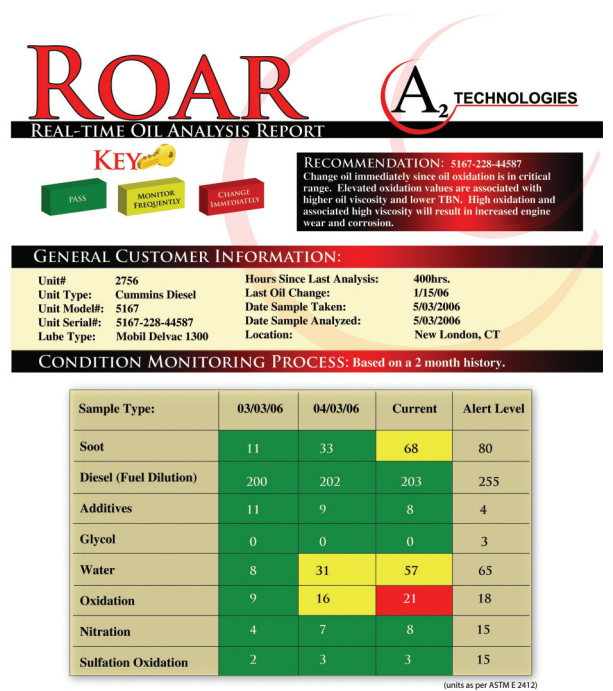 ROAR
REAL-TIME OIL ANALYSIS REPORT
A2 TECHNOLOGIES
KEY
PASS
MONITOR FREQUENTLY
CHANGE IMMEDIATELY
RECOMMENDATION: 5167-228-44587
Change oil immediately since oil oxidation is in critical
range. Elevated oxidation values are associated with
higher oil viscosity and lower TBN. High oxidation and
associated high viscosity will result in increased engine
wear and corrosion.
GENERAL CUSTOMER INFORMATION:
Unit# 2756 Hours Since Last Analysis: 400hrs.
Unit Type: Cummins Diesel Last Oil Change: 1/15/06
Unit Model#: 5167 Date Sample Taken: 5/03/2006
Unit Serial#: 5167-228-44587 Date Sample Analyzed: 5/03/2006
Lube Type: Mobil Delvac 1300 Location: New London, CT
CONDITION MONITORING PROCESS: Based on a 2 month history.
Sample Type: 03/03/06 04/03/06 Current Alert Level
Soot 11 33 68 80
Diesel (Fuel Dilution) 200 202 203 255
Additives 11 9 8 4
Glycol 0 0 0 3
Water 8 31 57 65
Oxidation 9 16 21 18
Nitration 4 7 8 15
Sulfation Oxidation 2 3 3 15
(units as per ASTM E 2412)